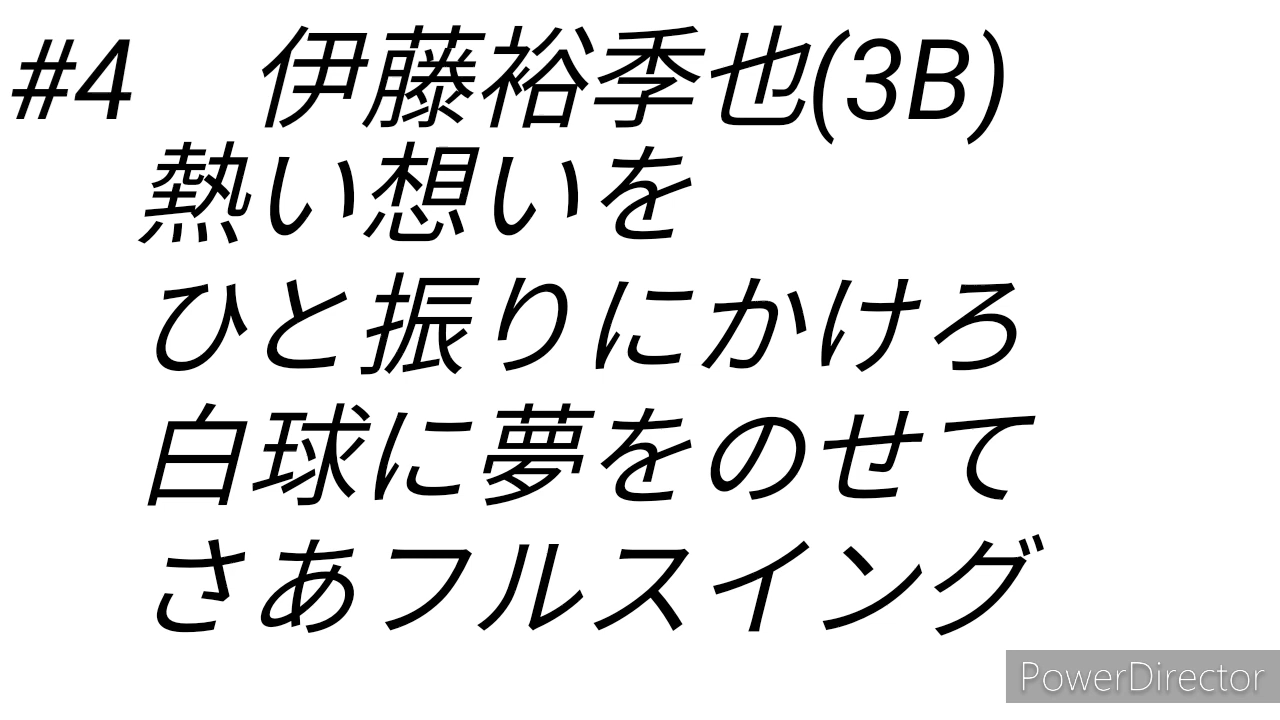 #4　伊藤裕季也(3B)
熱い想いを
ひと振りにかけろ
白球に夢をのせて
さあフルスイング
PowerDirector